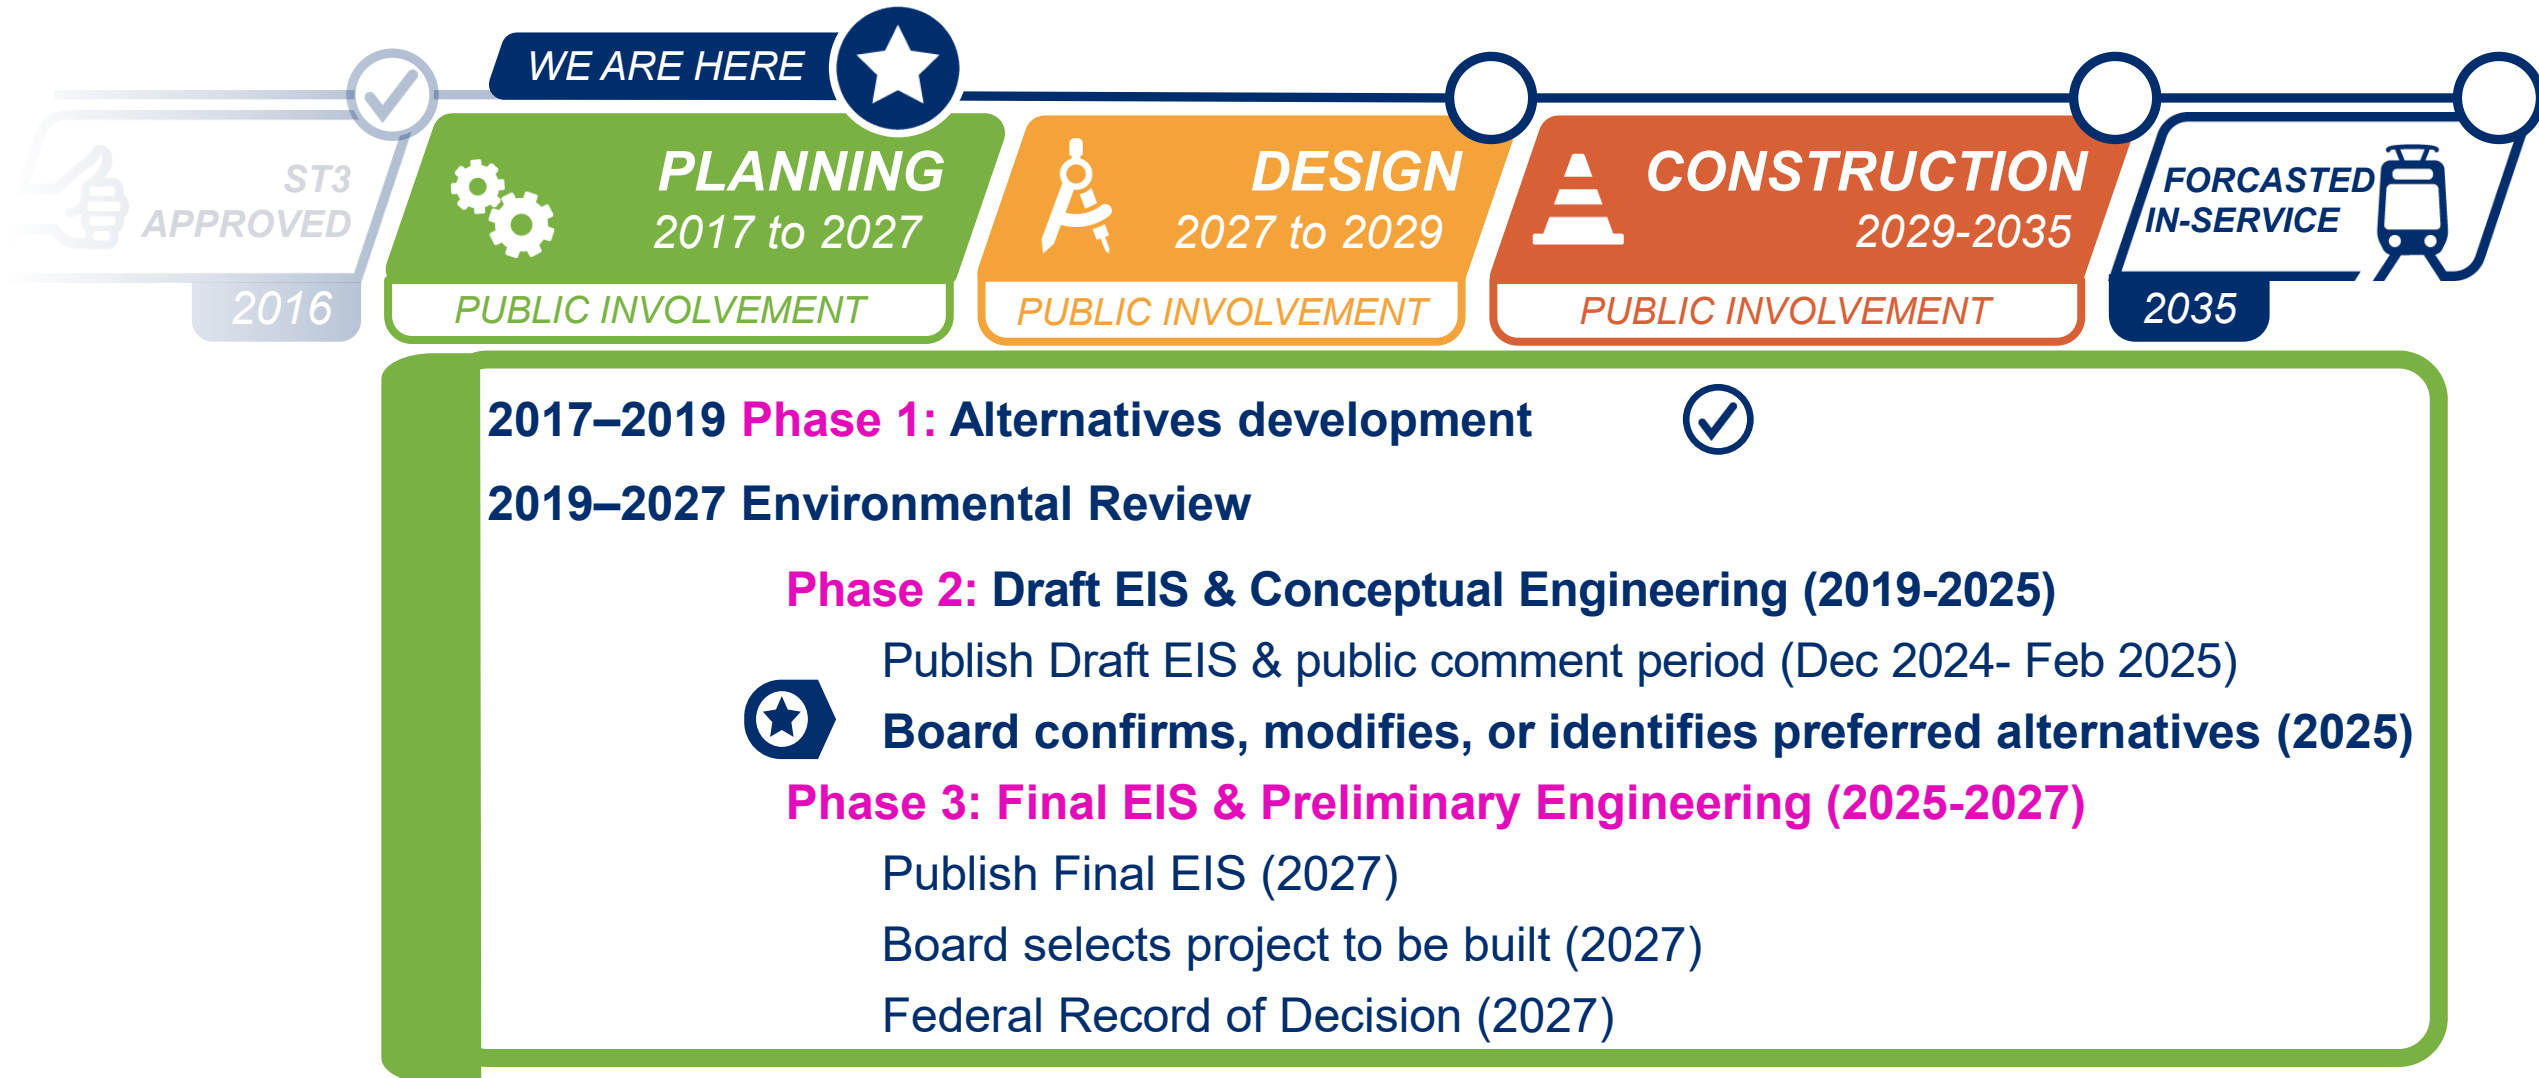 WE ARE HERE
ST3
APPROVED
2016
PLANNING
2017 to 2027
PUBLIC INVOLVEMENT
DESIGN
2027 to 2029
PUBLIC INVOLVEMENT
CONSTRUCTION
2029-2035
PUBLIC INVOLVEMENT
FORCASTED
IN-SERVICE
2035
2017–2019 Phase 1: Alternatives development
2019–2027 Environmental Review
Phase 2: Draft EIS & Conceptual Engineering (2019-2025)
Publish Draft EIS & public comment period (Dec 2024- Feb 2025)
Board confirms, modifies, or identifies preferred alternatives (2025)
Phase 3: Final EIS & Preliminary Engineering (2025-2027)
Publish Final EIS (2027)
Board selects project to be built (2027)
Federal Record of Decision (2027)